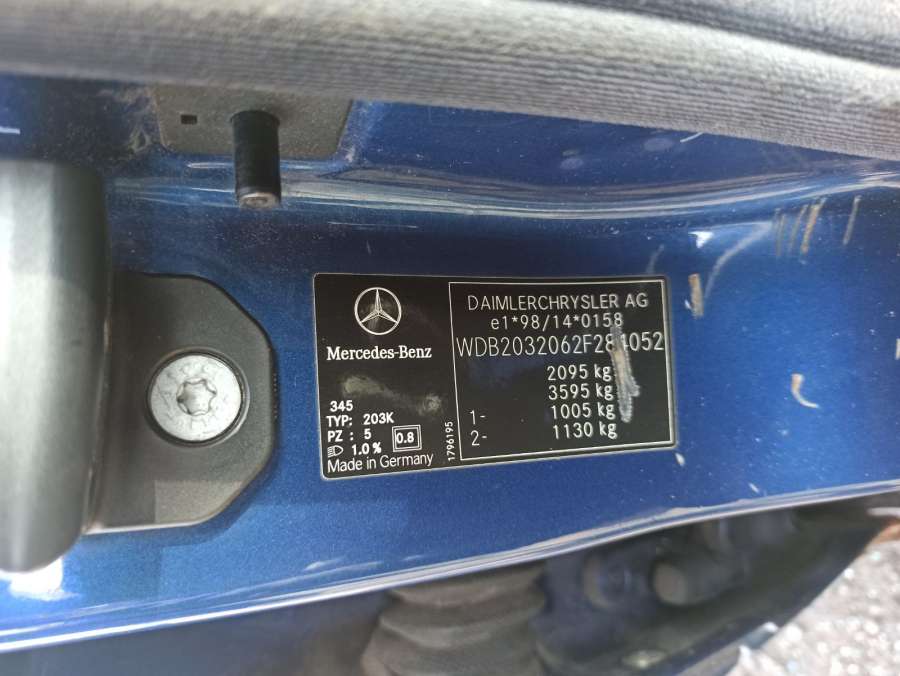 Mercedes-Benz
345
TYP: 203K
PZ : 5
1.0 %
0.8
Made in Germany
1796195
DAIMLERCHRYSLER AG
e1*98/14*0158
WDB2032062F284052
2095 kg
3595 kg
1- 1005 kg
2- 1130 kg